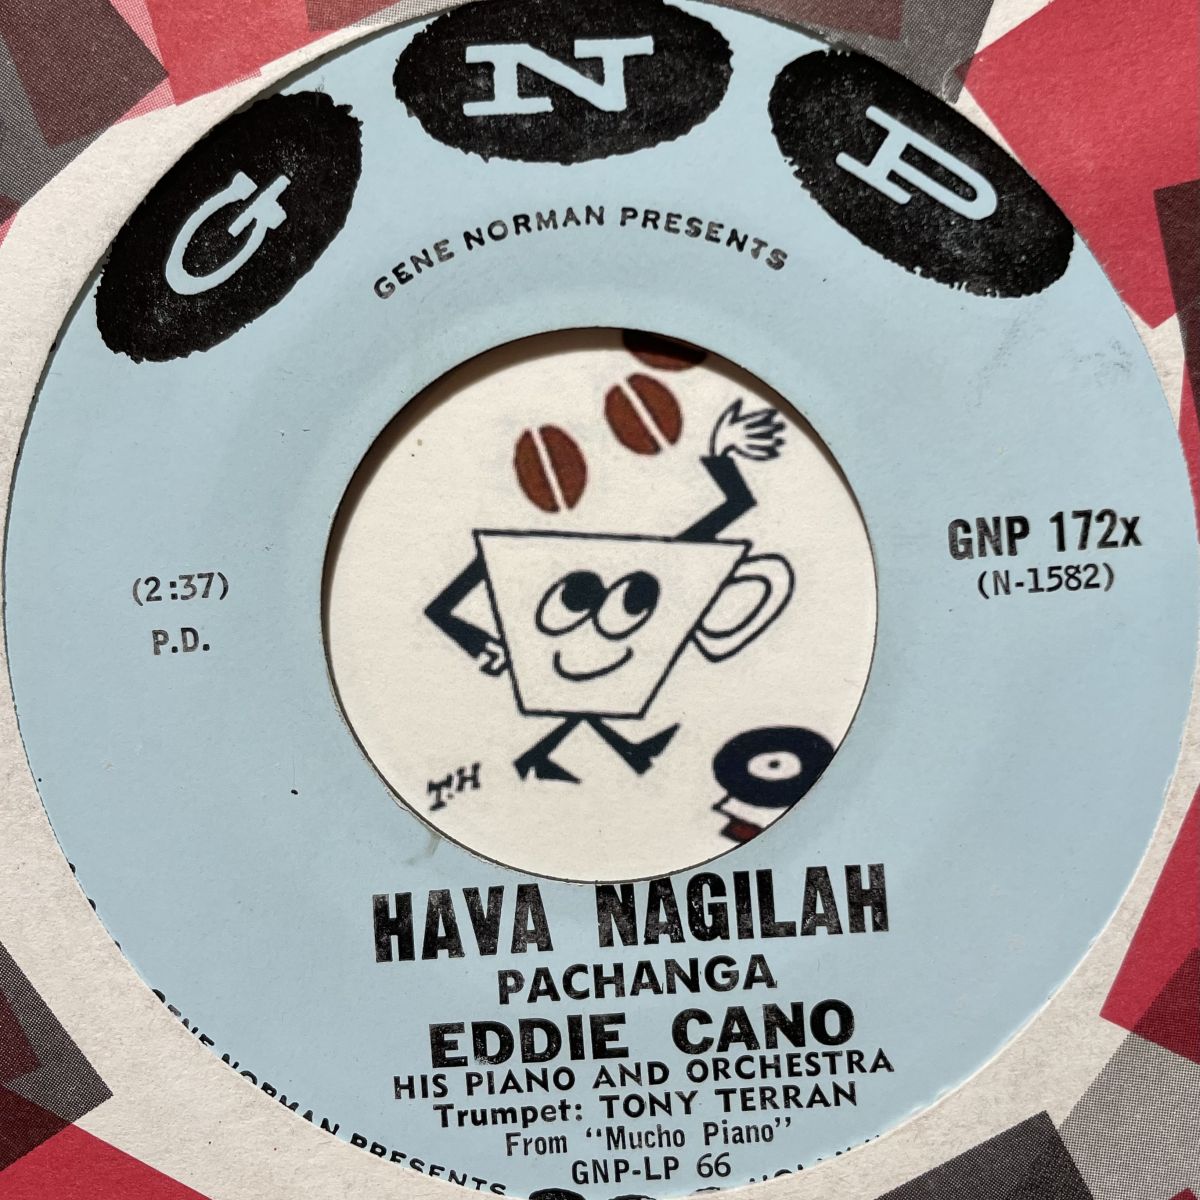 GNP
GENE NORMAN PRESENTS
GNP 172x
(N-1582)
(2:37)
P.D.
T.H
HAVA NAGILAH
PACHANGA
EDDIE CANO
HIS PIANO AND ORCHESTRA
Trumpet: TONY TERRAN
From "Mucho Piano"
GNP-LP 66
GENE NORMAN PRESENTS